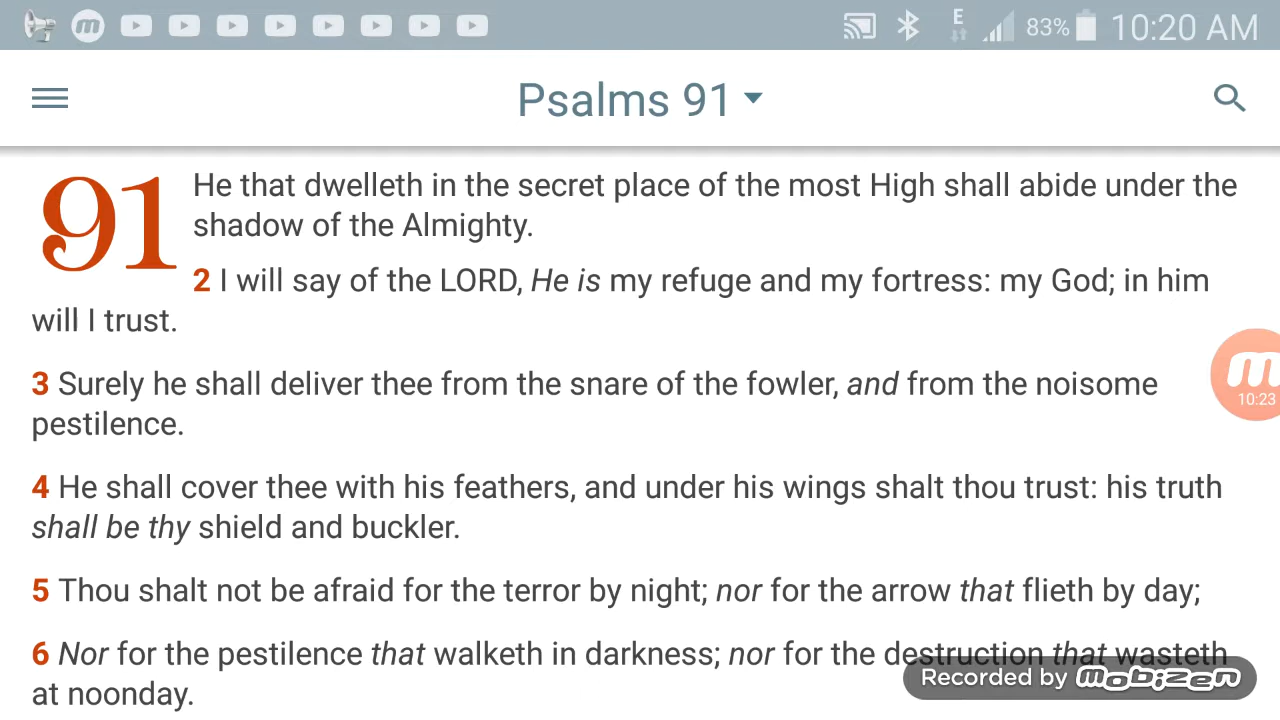 E 83% 10:20 AM
Psalms 91
91 He that dwelleth in the secret place of the most High shall abide under the
shadow of the Almighty.
2 I will say of the LORD, He is my refuge and my fortress: my God; in him
will I trust.
3 Surely he shall deliver thee from the snare of the fowler, and from the noisome
pestilence.
m
10:23
4 He shall cover thee with his feathers, and under his wings shalt thou trust: his truth
shall be thy shield and buckler.
5 Thou shalt not be afraid for the terror by night; nor for the arrow that flieth by day;
6 Nor for the pestilence that walketh in darkness; nor for the destruction that wasteth
at noonday.
Recorded by mobizen